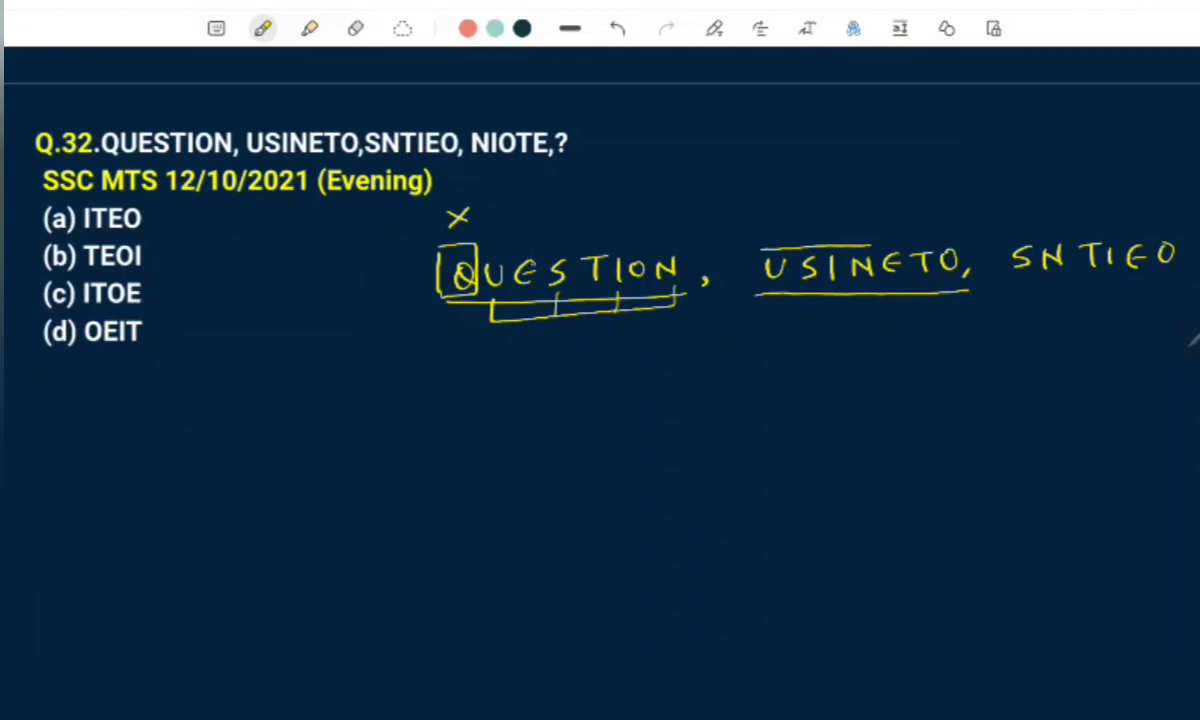 Q.32.QUESTION, USINETO,SNTIEO, NIOTE,?
SSC MTS 12/10/2021 (Evening)
(a) ITEO
(b) TEOI
(c) ITOE
(d) OEIT
×
QUESTION, USINETO, SNTIEO